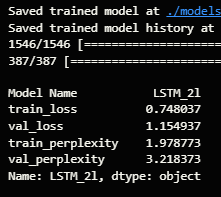 Saved trained model at ./models
Saved trained model history at
1546/1546 [=====================
387/387 [=======================

Model Name LSTM_2l
train_loss 0.748037
val_loss 1.154937
train_perplexity 1.978773
val_perplexity 3.218373
Name: LSTM_2l, dtype: object